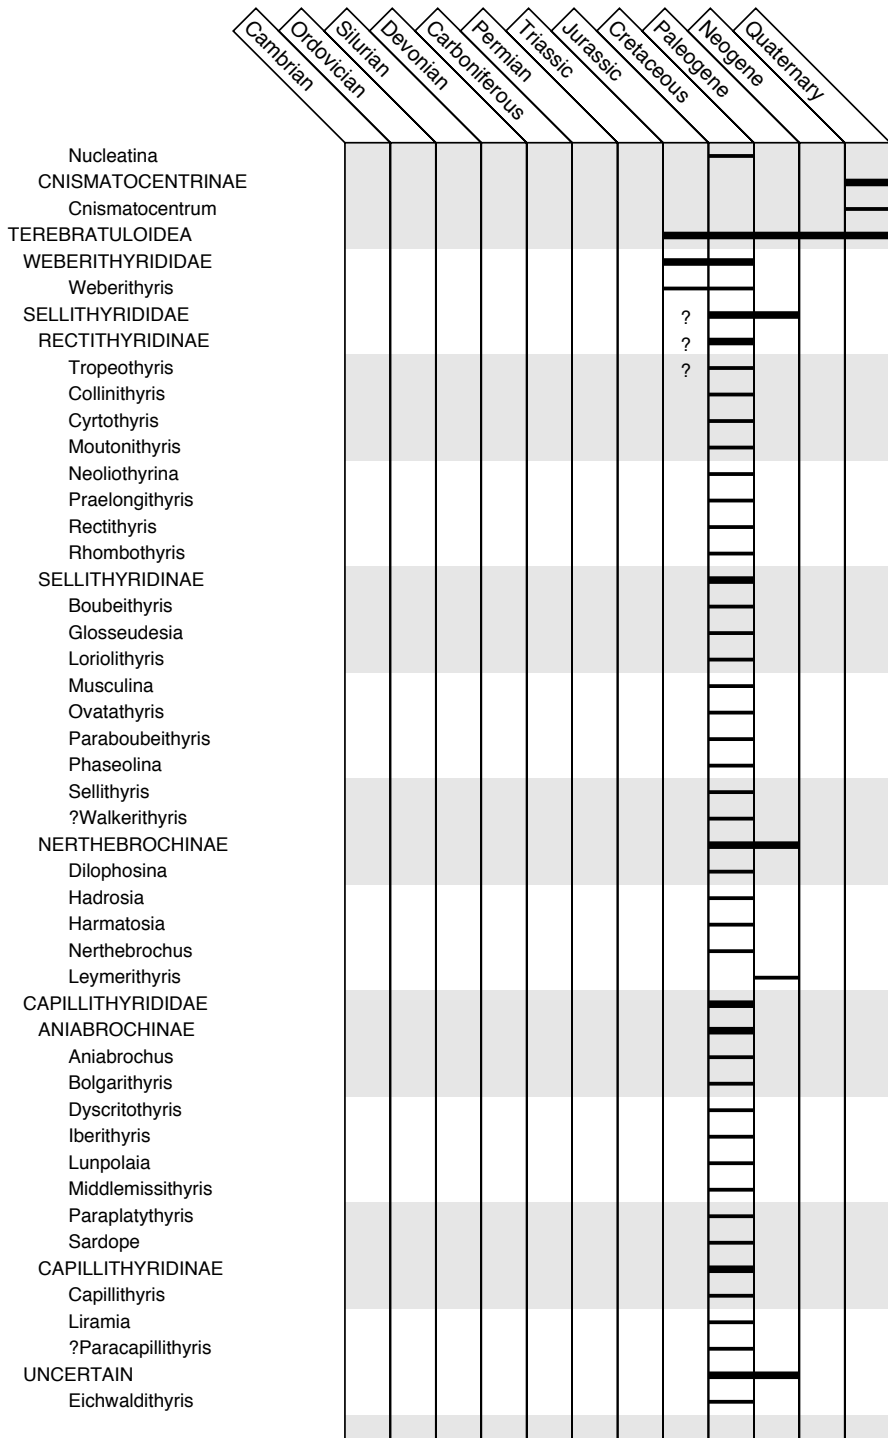 Cambrian
Ordovician
Silurian
Devonian
Carboniferous
Permian
Triassic
Jurassic
Cretaceous
Paleogene
Neogene
Quaternary
Nucleatina
CNISMATOCENTRINAE
Cnismatocentrum
TEREBRATULOIDEA
WEBERITHYRIDIDAE
Weberithyris
SELLITHYRIDIDAE ?
RECTITHYRIDINAE ?
Tropeothyris ?
Collinithyris
Cyrtothyris
Moutonithyris
Neoliothyrina
Praelongithyris
Rectithyris
Rhombothyris
SELLITHYRIDINAE
Boubeithyris
Glosseudesia
Loriolithyris
Musculina
Ovatathyris
Paraboubeithyris
Phaseolina
Sellithyris
?Walkerithyris
NERTHEBROCHINAE
Dilophosina
Hadrosia
Harmatosia
Nerthebrochus
Leymerithyris
CAPILLITHYRIDIDAE
ANIABROCHINAE
Aniabrochus
Bolgarithyris
Dyscritothyris
Iberithyris
Lunpolaia
Middlemissithyris
Paraplatythyris
Sardope
CAPILLITHYRIDINAE
Capillithyris
Liramia
?Paracapillithyris
UNCERTAIN
Eichwaldithyris